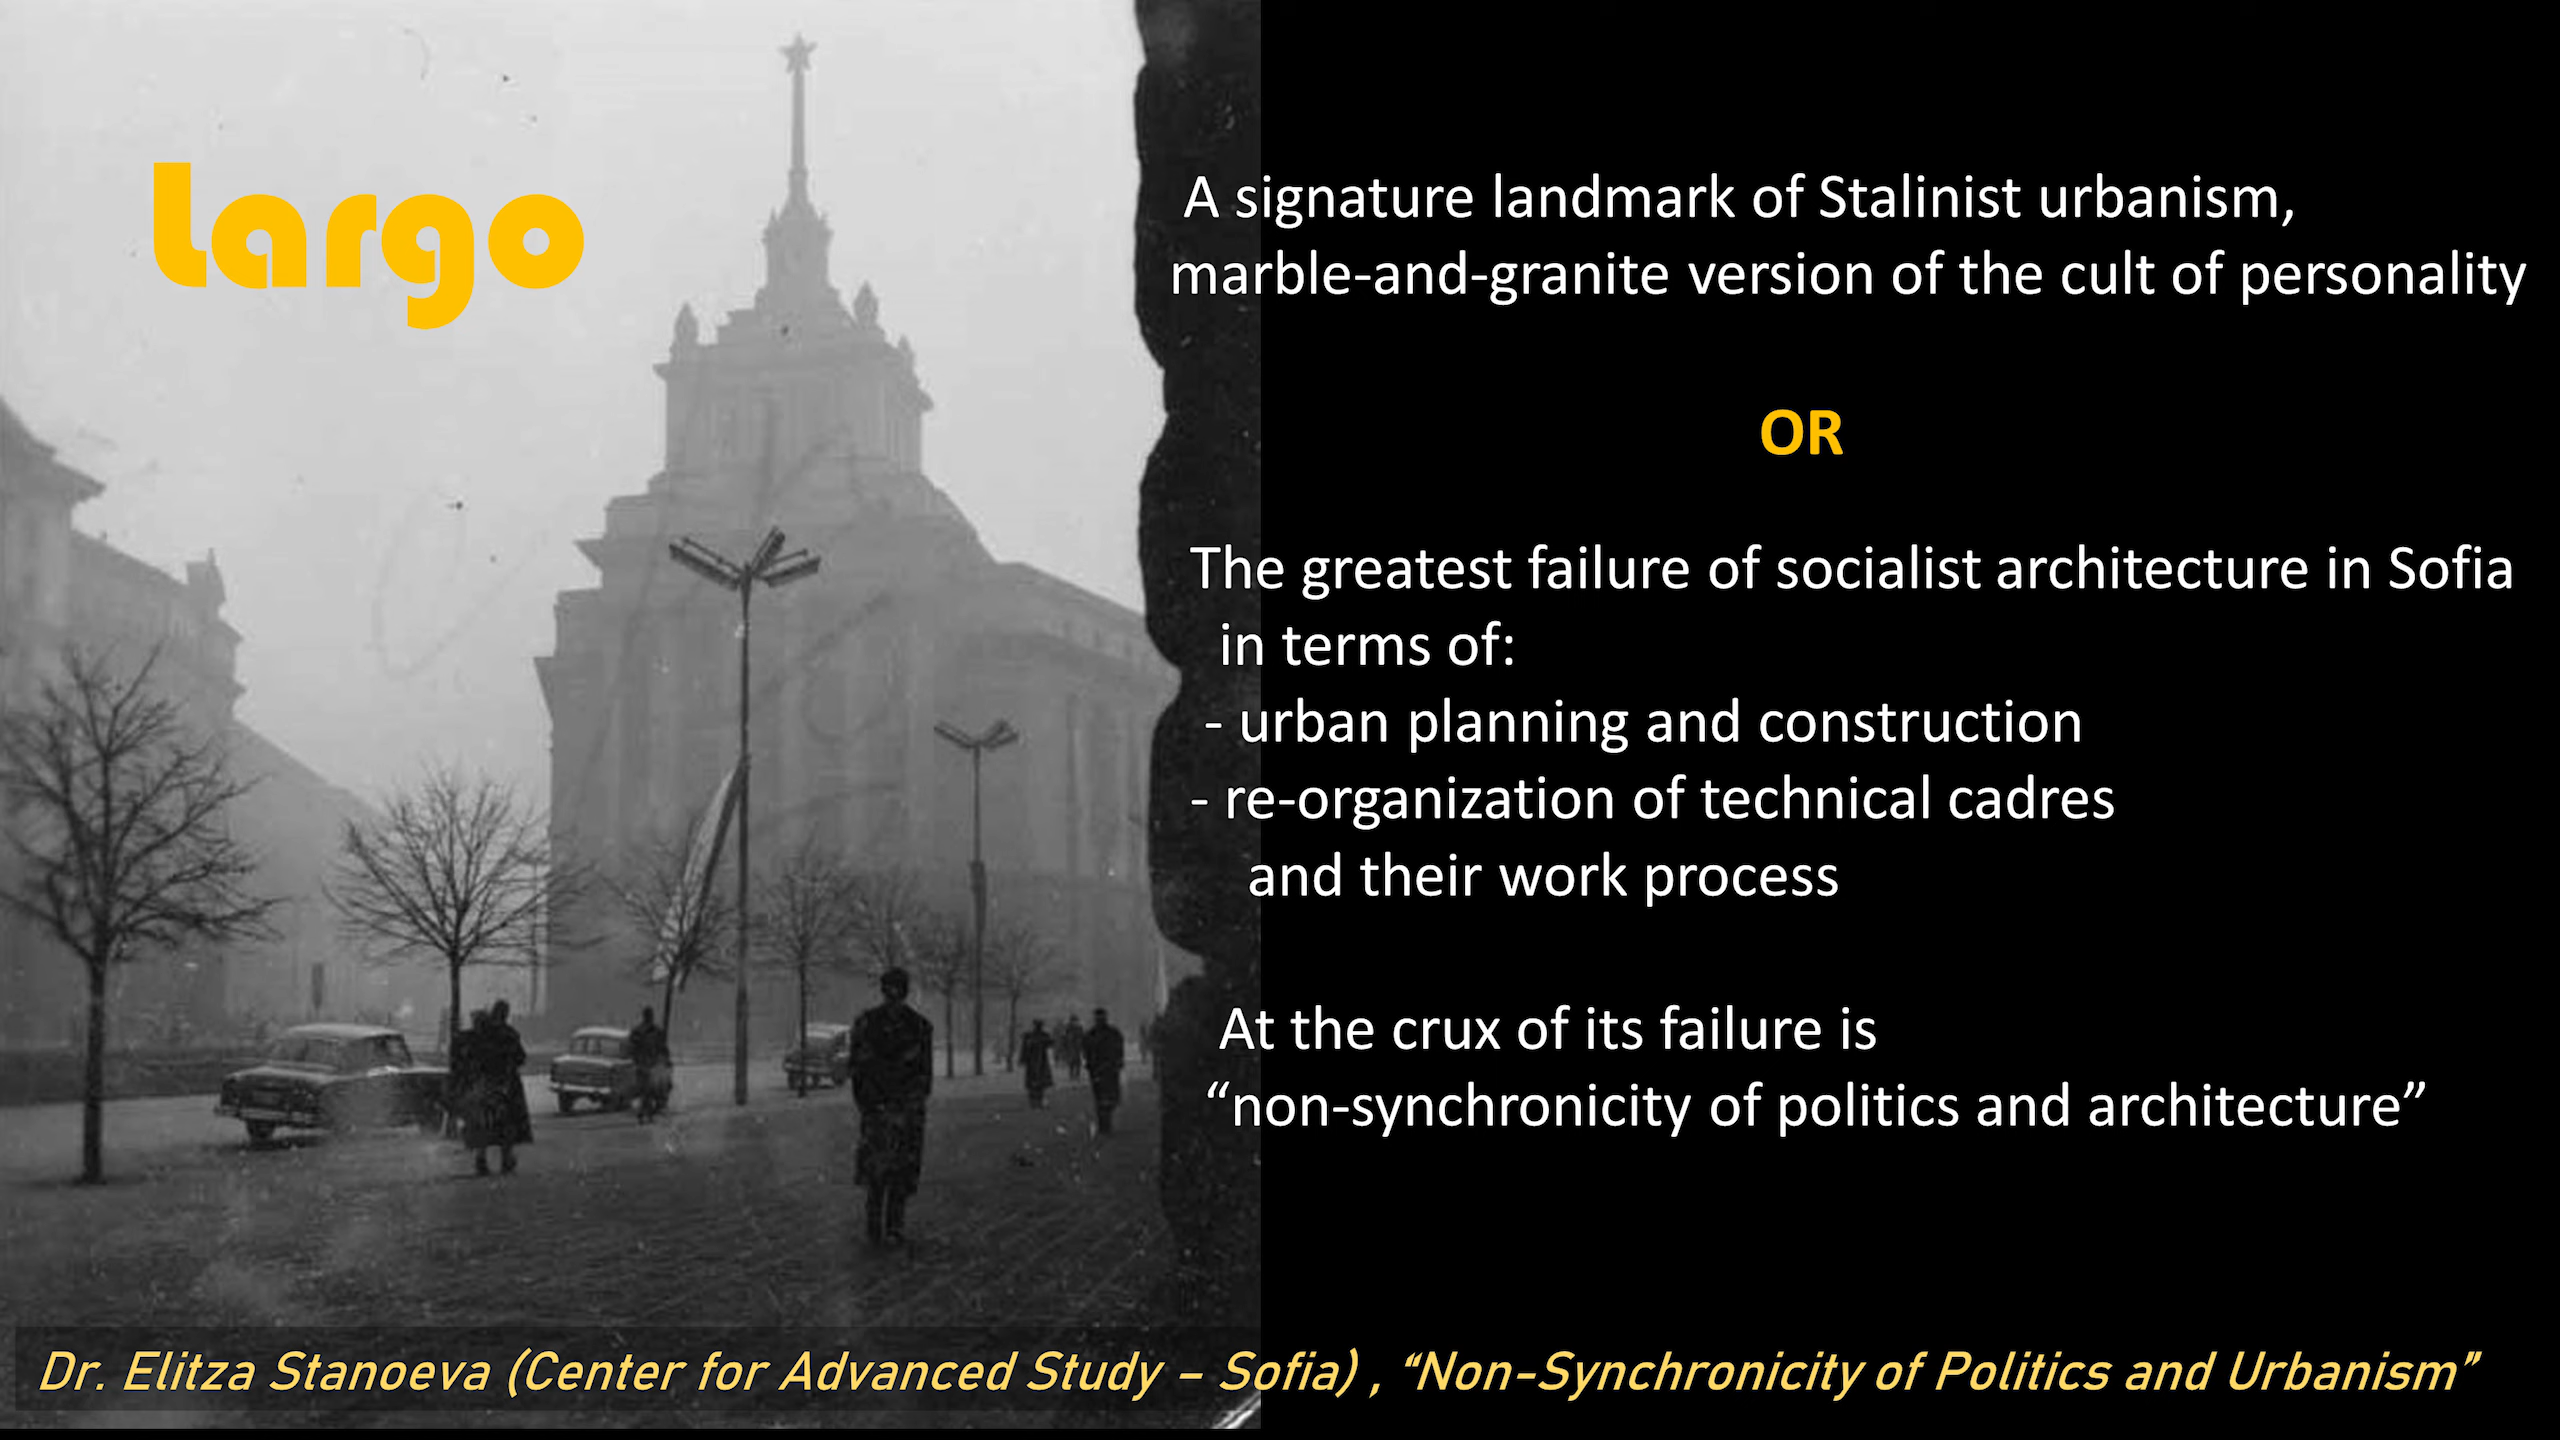 Largo
A signature landmark of Stalinist urbanism,
marble-and-granite version of the cult of personality
OR
The greatest failure of socialist architecture in Sofia
in terms of:
- urban planning and construction
- re-organization of technical cadres
and their work process
At the crux of its failure is
“non-synchronicity of politics and architecture”
Dr. Elitza Stanoeva (Center for Advanced Study – Sofia) , “Non-Synchronicity of Politics and Urbanism”